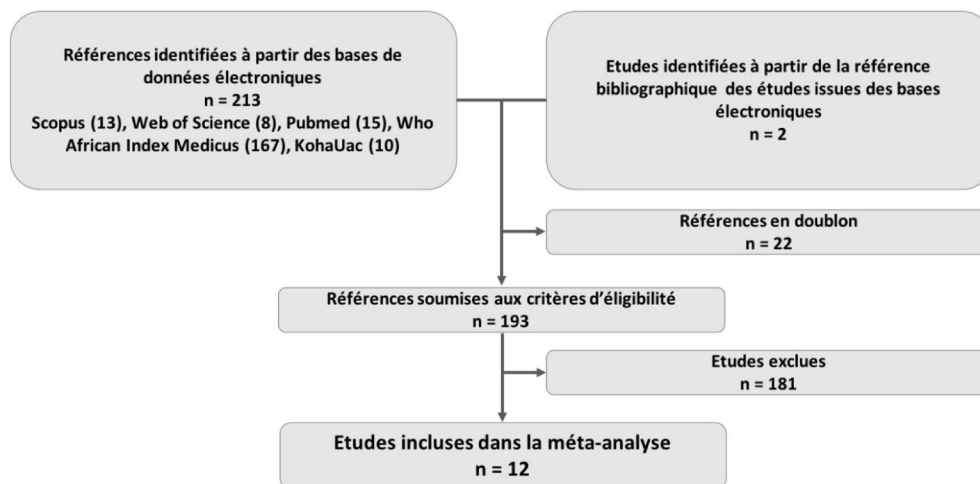 Références identifiées à partir des bases de
données électroniques
n = 213
Scopus (13), Web of Science (8), Pubmed (15), Who
African Index Medicus (167), KohaUac (10)
Etudes identifiées à partir de la référence
bibliographique des études issues des bases
électroniques
n = 2
Références en doublon
n = 22
Références soumises aux critères d'éligibilité
n = 193
Etudes exclues
n = 181
Etudes incluses dans la méta-analyse
n = 12